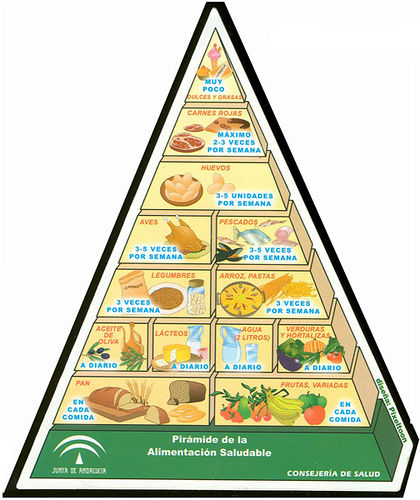 MUY
POCO
DULCES Y GRASAS
CARNES ROJAS
MÁXIMO
2-3 VECES
POR SEMANA
HUEVOS
3-5 UNIDADES
POR SEMANA
AVES
3-5 VECES
POR SEMANA
PESCADOS
3-5 VECES
POR SEMANA
LEGUMBRES
3 VECES
POR SEMANA
ARROZ, PASTAS
3 VECES
POR SEMANA
ACEITE
DE
OLIVA
A DIARIO
LÁCTEOS
A DIARIO
AGUA
(2 LITROS)
A DIARIO
VERDURAS
Y HORTALIZAS
A DIARIO
PAN
EN
CADA
COMIDA
FRUTAS, VARIADAS
EN
CADA
COMIDA
diseña: Pixeltoon
Pirámide de la
Alimentación Saludable
JUNTA DE ANDALUCIA
CONSEJERÍA DE SALUD